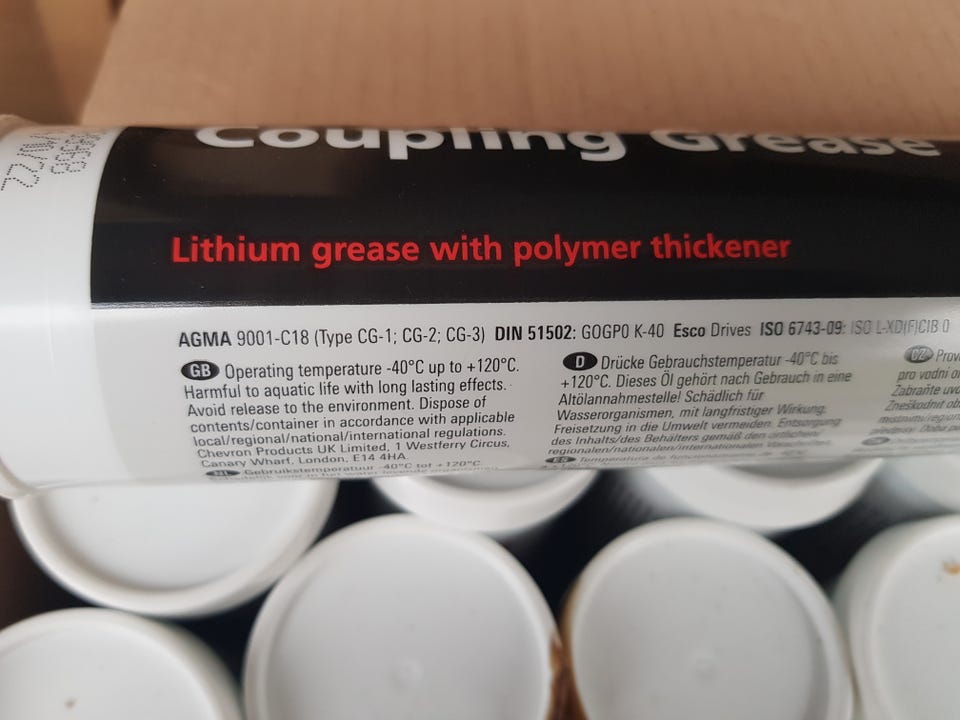 Coupling Grease
Lithium grease with polymer thickener
AGMA 9001-C18 (Type CG-1; CG-2; CG-3) DIN 51502: GOGP0 K-40 Esco Drives ISO 6743-09: ISO L-XD(F)CIB 0
GB Operating temperature -40°C up to +120°C.
Harmful to aquatic life with long lasting effects.
Avoid release to the environment. Dispose of
contents/container in accordance with applicable
local/regional/national/international regulations.
Chevron Products UK Limited, 1 Westferry Circus,
Canary Wharf, London, E14 4HA.
NL Gebruikstemperatuur -40°C tot +120°C.
D Drücke Gebrauchstemperatur -40°C bis
+120°C. Dieses Öl gehört nach Gebrauch in eine
Altölannahmestelle! Schädlich für
Wasserorganismen, mit langfristiger Wirkung.
Freisetzung in die Umwelt vermeiden. Entsorgung
des Inhalts/des Behälters gemäß den örtlichen/
regionalen/nationalen/internationalen
CZ
pro vodní
Zabraňte